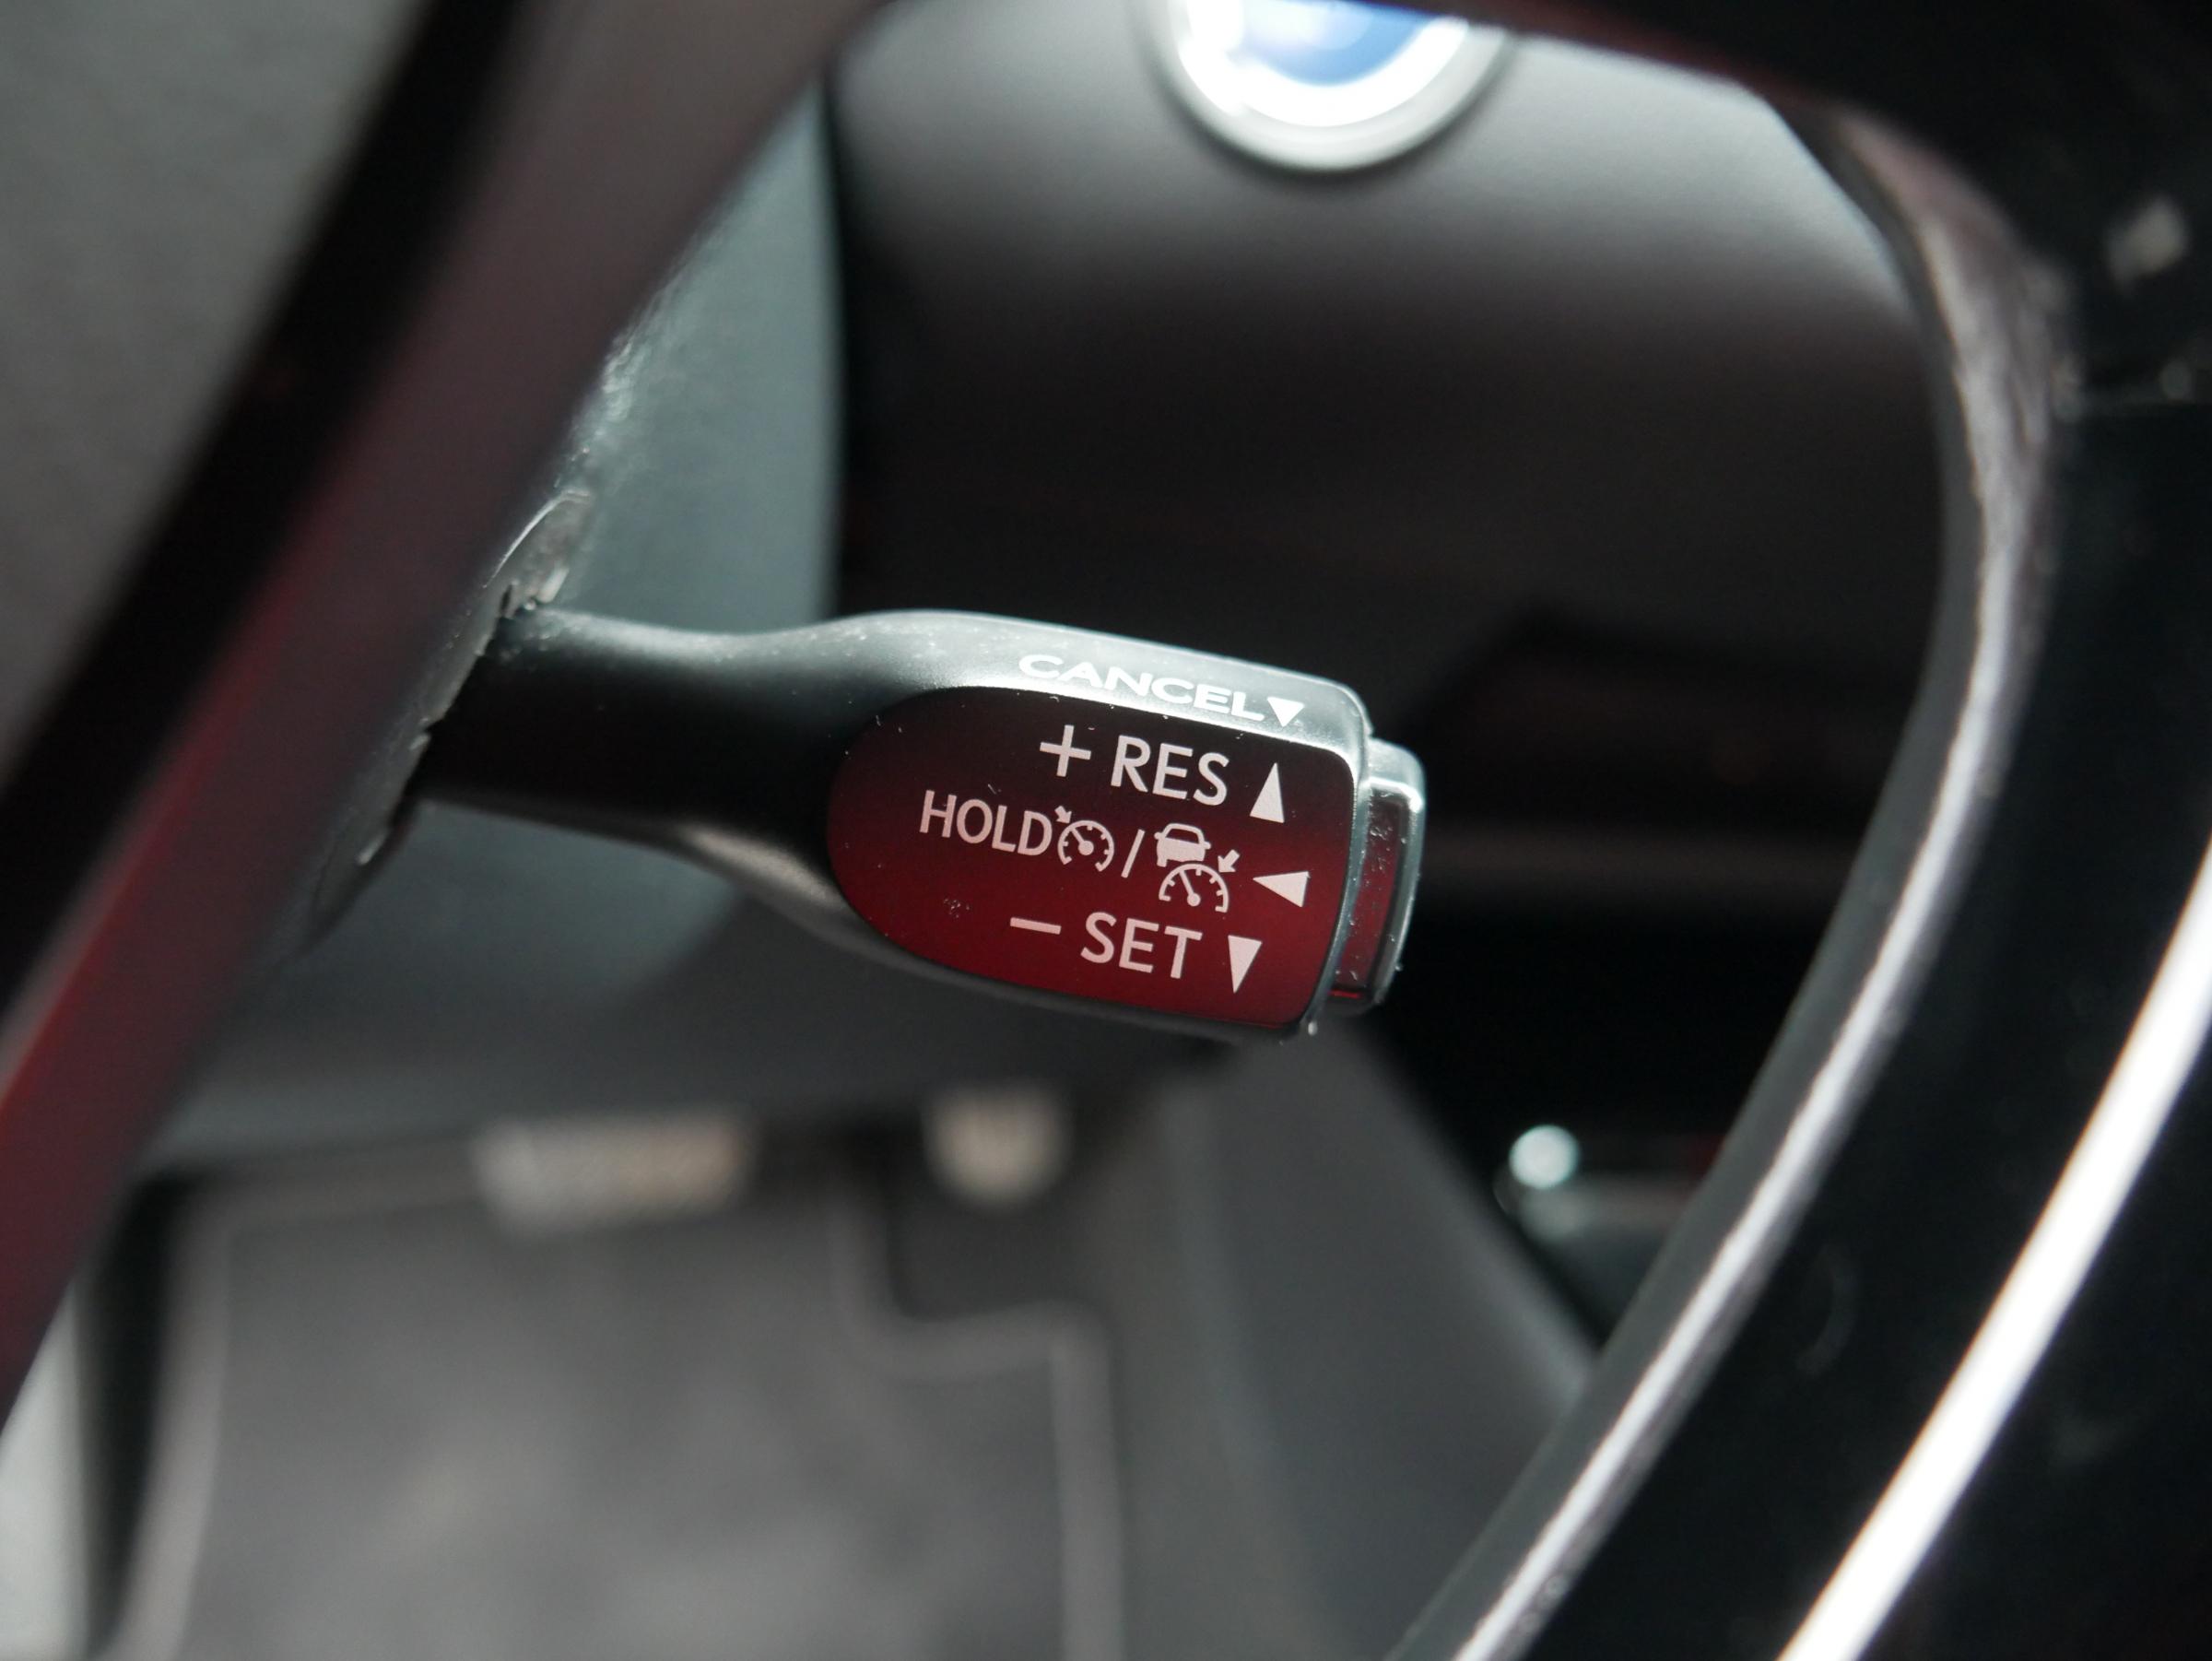 CANCEL▼
+ RES ▲
HOLD / ◀
− SET ▼